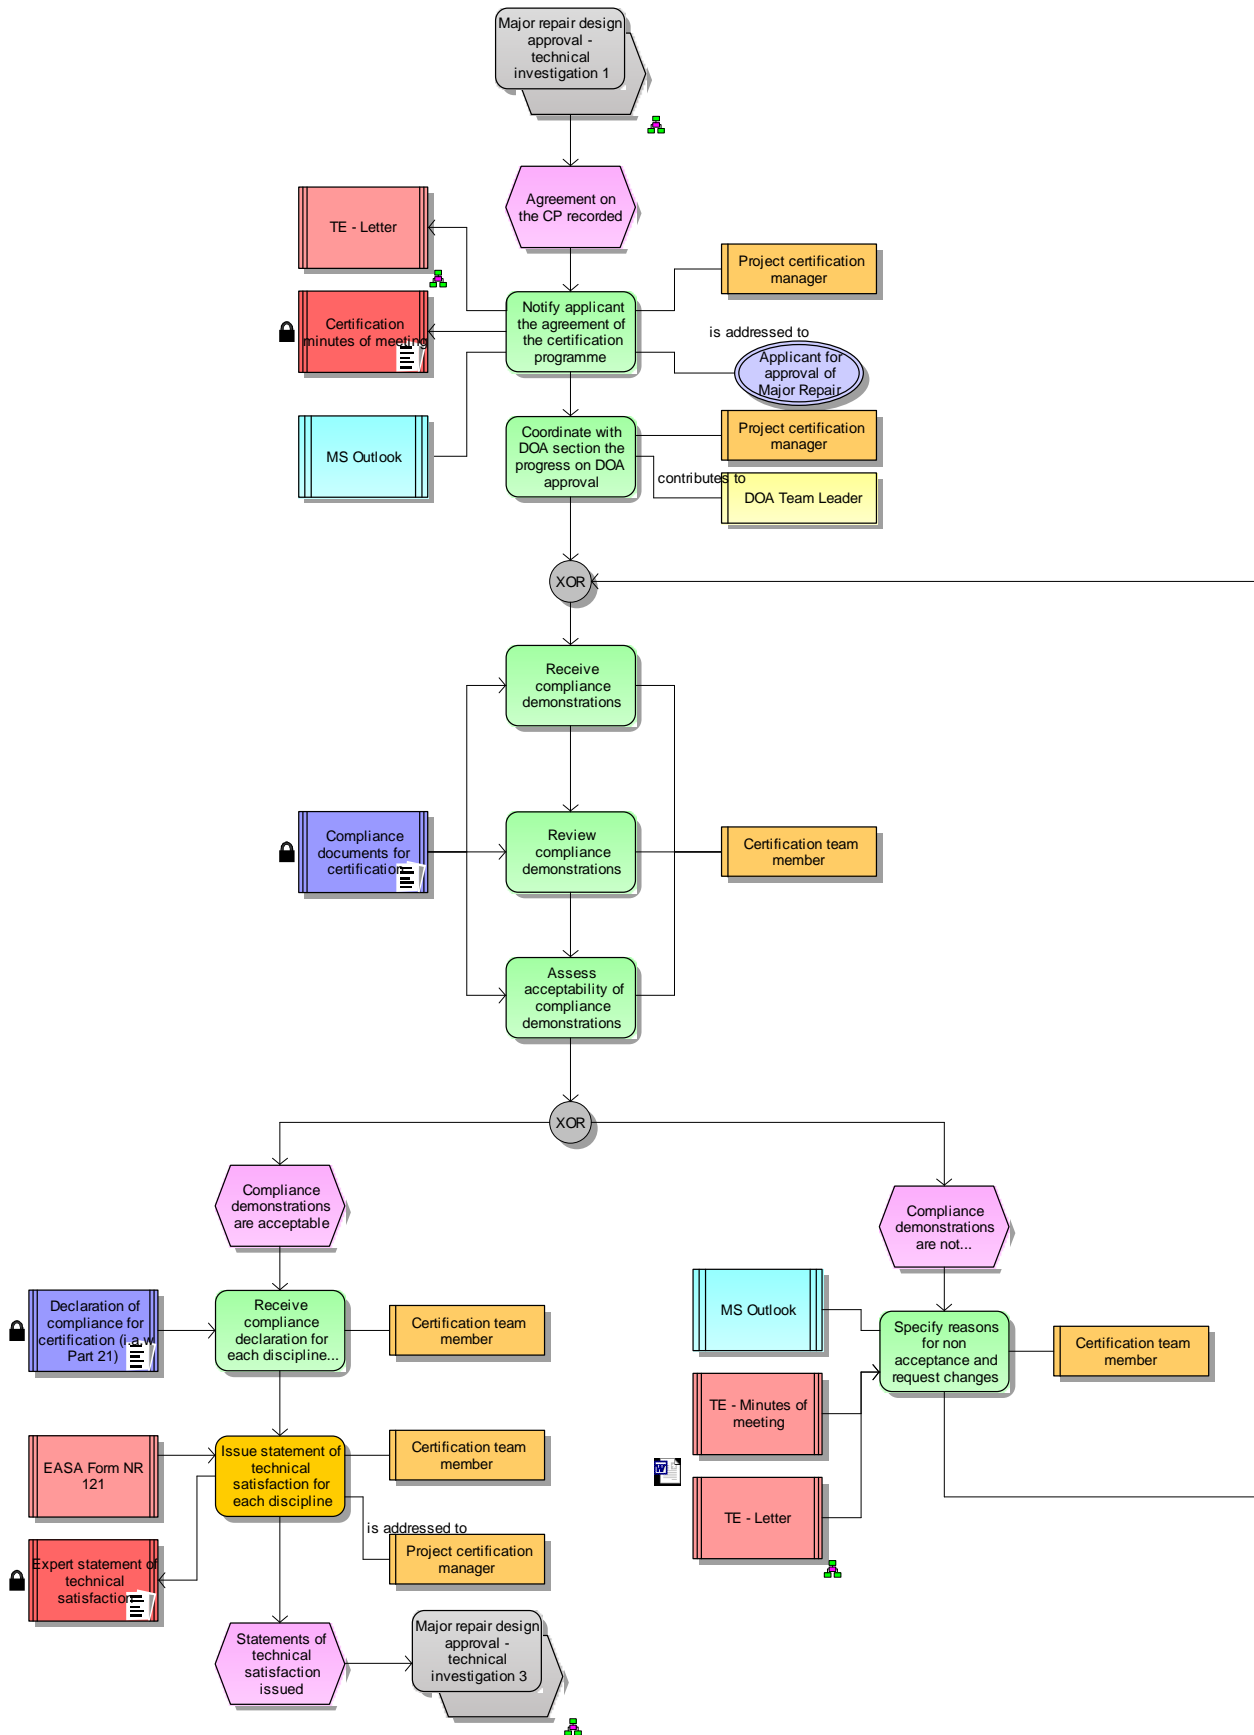 Major repair design
approval -
technical
investigation 1
Agreement on
the CP recorded
TE - Letter
Project certification
manager
Notify applicant
the agreement of
the certification
programme
Certification
minutes of meeting
is addressed to
Applicant for
approval of
Major Repair
MS Outlook
Coordinate with
DOA section the
progress on DOA
approval
Project certification
manager
contributes to
DOA Team Leader
XOR
Receive
compliance
demonstrations
Compliance
documents for
certification
Review
compliance
demonstrations
Certification team
member
Assess
acceptability of
compliance
demonstrations
XOR
Compliance
demonstrations
are acceptable
Compliance
demonstrations
are not...
Declaration of
compliance for
certification (i.a.w
Part 21)
Receive
compliance
declaration for
each discipline...
Certification team
member
MS Outlook
Specify reasons
for non
acceptance and
request changes
Certification team
member
TE - Minutes of
meeting
EASA Form NR
121
Issue statement of
technical
satisfaction for
each discipline
Certification team
member
W
TE - Letter
is addressed to
Project certification
manager
Expert statement of
technical
satisfaction
Statements of
technical
satisfaction
issued
Major repair design
approval -
technical
investigation 3